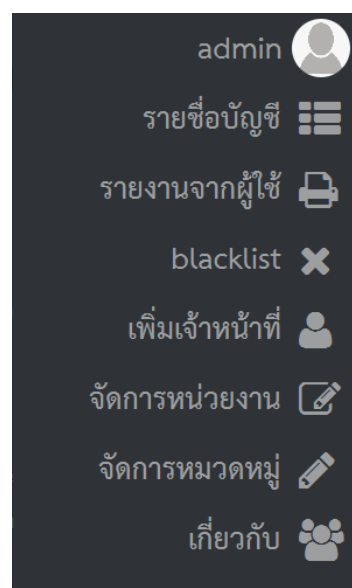 admin
รายชื่อบัญชี
รายงานจากผู้ใช้
blacklist
เพิ่มเจ้าหน้าที่
จัดการหน่วยงาน
จัดการหมวดหมู่
เกี่ยวกับ